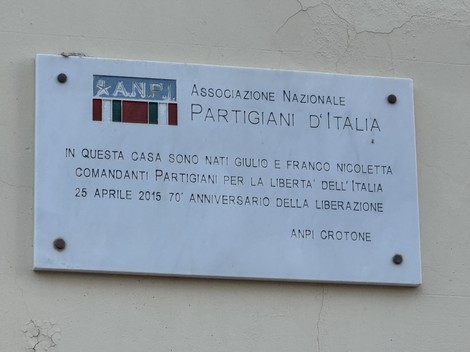 A.N.P.I.
Associazione Nazionale
Partigiani d'Italia
in questa casa sono nati Giulio e Franco Nicoletta
comandanti Partigiani per la libertà dell'Italia
25 aprile 2015 70° anniversario della liberazione
ANPI Crotone